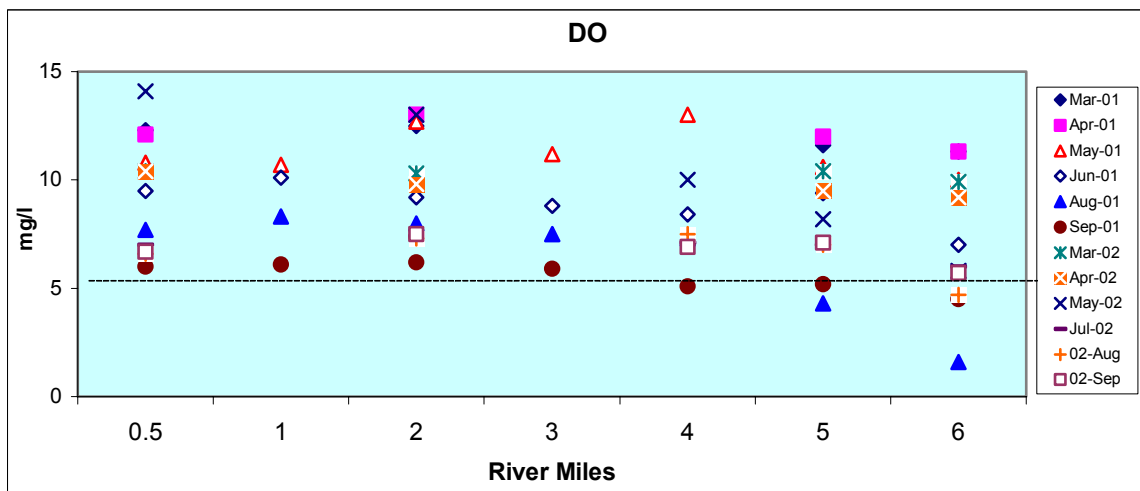 DO
15
10
5
0
mg/l
0.5 1 2 3 4 5 6
River Miles
Mar-01
Apr-01
May-01
Jun-01
Aug-01
Sep-01
Mar-02
Apr-02
May-02
Jul-02
02-Aug
02-Sep